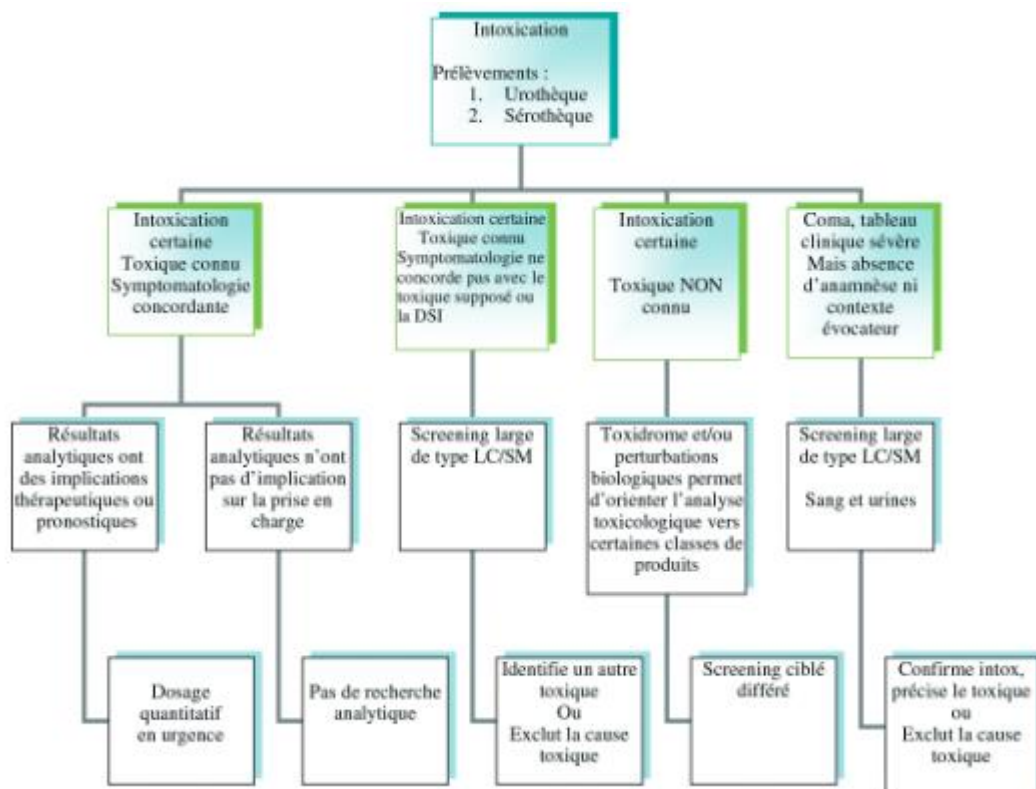 Intoxication
Prélèvements :
1. Urothèque
2. Sérothèque
Intoxication
certaine
Toxique connu
Symptomatologie
concordante
Intoxication certaine
Toxique connu
Symptomatologie ne
concorde pas avec le
toxique supposé ou
la DSI
Intoxication
certaine
Toxique NON
connu
Coma, tableau
clinique sévère
Mais absence
d'anamnèse ni
contexte
évocateur
Résultats
analytiques ont
des implications
thérapeutiques ou
pronostiques
Résultats
analytiques n'ont
pas d'implication
sur la prise en
charge
Screening large
de type LC/SM
Toxidrome et/ou
perturbations
biologiques permet
d'orienter l'analyse
toxicologique vers
certaines classes de
produits
Screening large
de type LC/SM
Sang et urines
Dosage
quantitatif
en urgence
Pas de recherche
analytique
Identifie un autre
toxique
Ou
Exclut la cause
toxique
Screening ciblé
différé
Confirme intox,
précise le toxique
ou
Exclut la cause
toxique